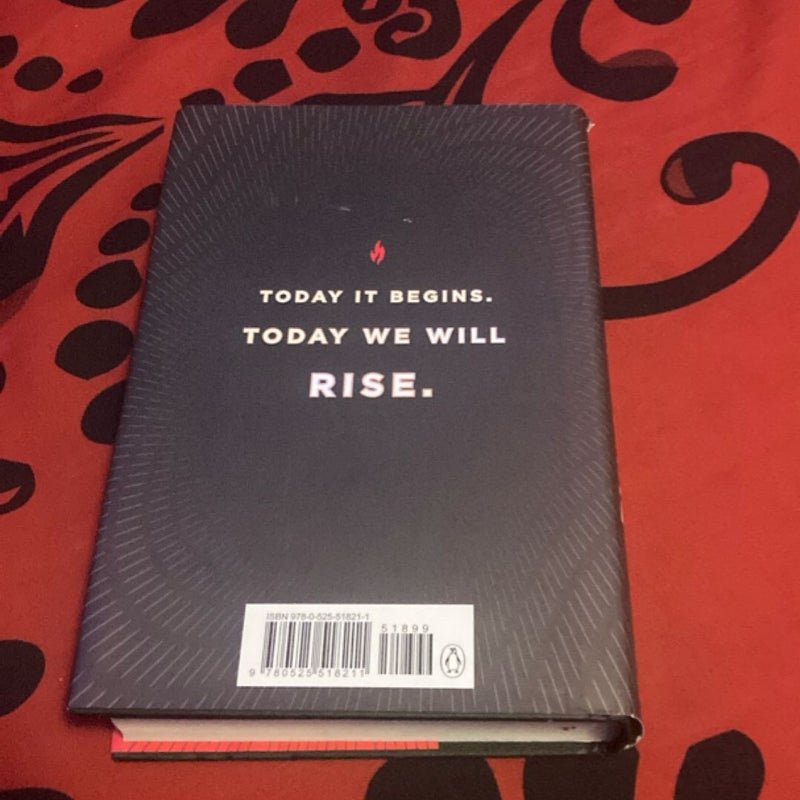 TODAY IT BEGINS.
TODAY WE WILL
RISE.
ISBN 978-0-525-51821-1
51899
9 780525 518211